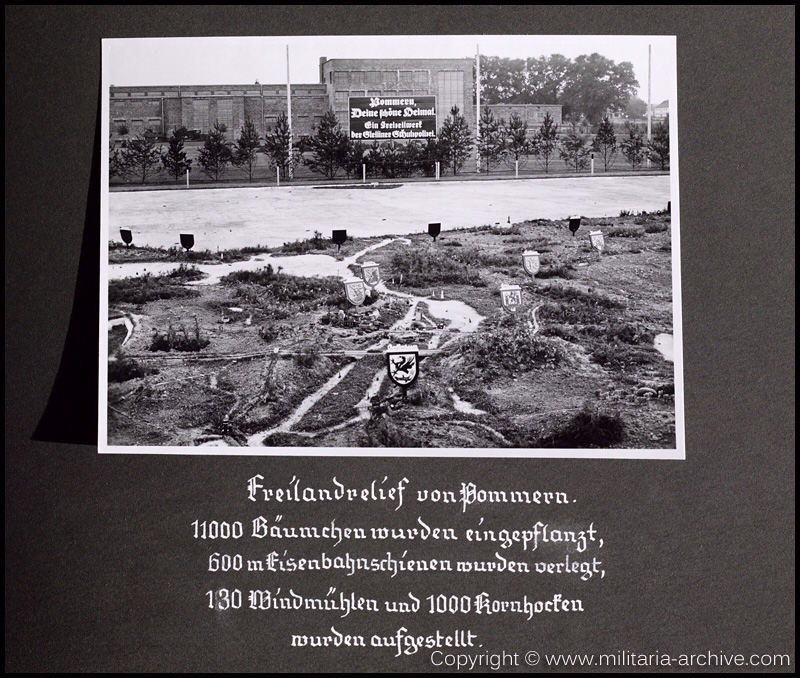 Pommern,
Deine schöne Heimat.
Ein Freizeitwerk
der Stettiner Schutzpolizei.
Freilandrelief von Pommern.
11000 Bäumchen wurden eingepflanzt,
600 m Eisenbahnschienen wurden verlegt,
130 Windmühlen und 1000 Kornhocken
wurden aufgestellt.
Copyright © www.militaria-archive.com